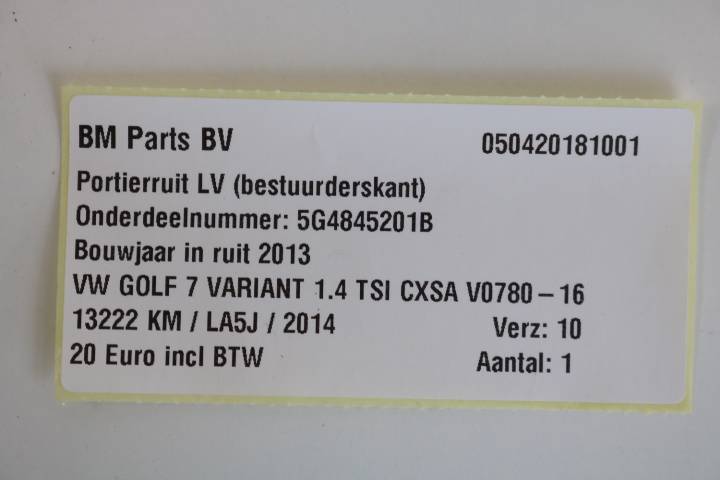 BM Parts BV 050420181001
Portierruit LV (bestuurderskant)
Onderdeelnummer: 5G4845201B
Bouwjaar in ruit 2013
VW GOLF 7 VARIANT 1.4 TSI CXSA V0780 – 16
13222 KM / LA5J / 2014 Verz: 10
20 Euro incl BTW Aantal: 1